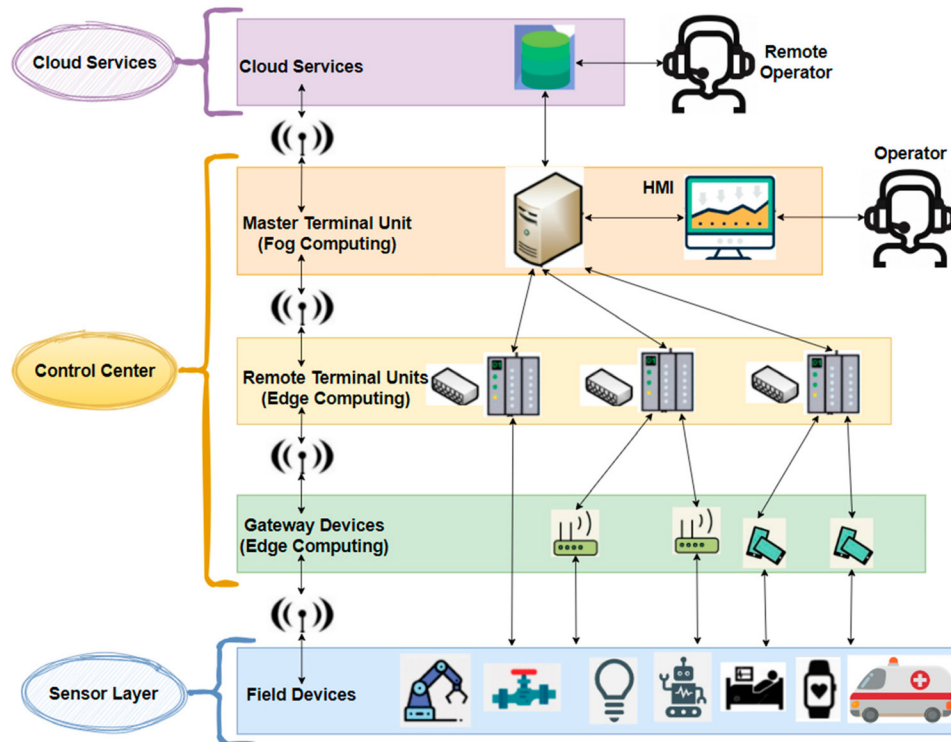 Cloud Services
Cloud Services
Remote
Operator
Operator
HMI
Master Terminal Unit
(Fog Computing)
Control Center
Remote Terminal Units
(Edge Computing)
Gateway Devices
(Edge Computing)
Sensor Layer
Field Devices